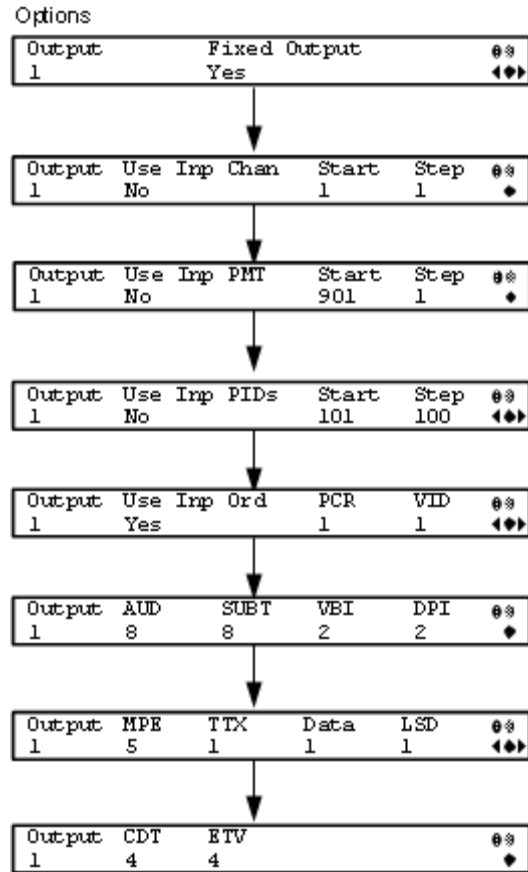 Options
Output Fixed Output
1 Yes
Output Use Inp Chan Start Step
1 No 1 1
Output Use Inp PMT Start Step
1 No 901 1
Output Use Inp PIDs Start Step
1 No 101 100
Output Use Inp Ord PCR VID
1 Yes 1 1
Output AUD SUBT VBI DPI
1 8 8 2 2
Output MPE TTX Data LSD
1 5 1 1 1
Output CDT ETV
1 4 4